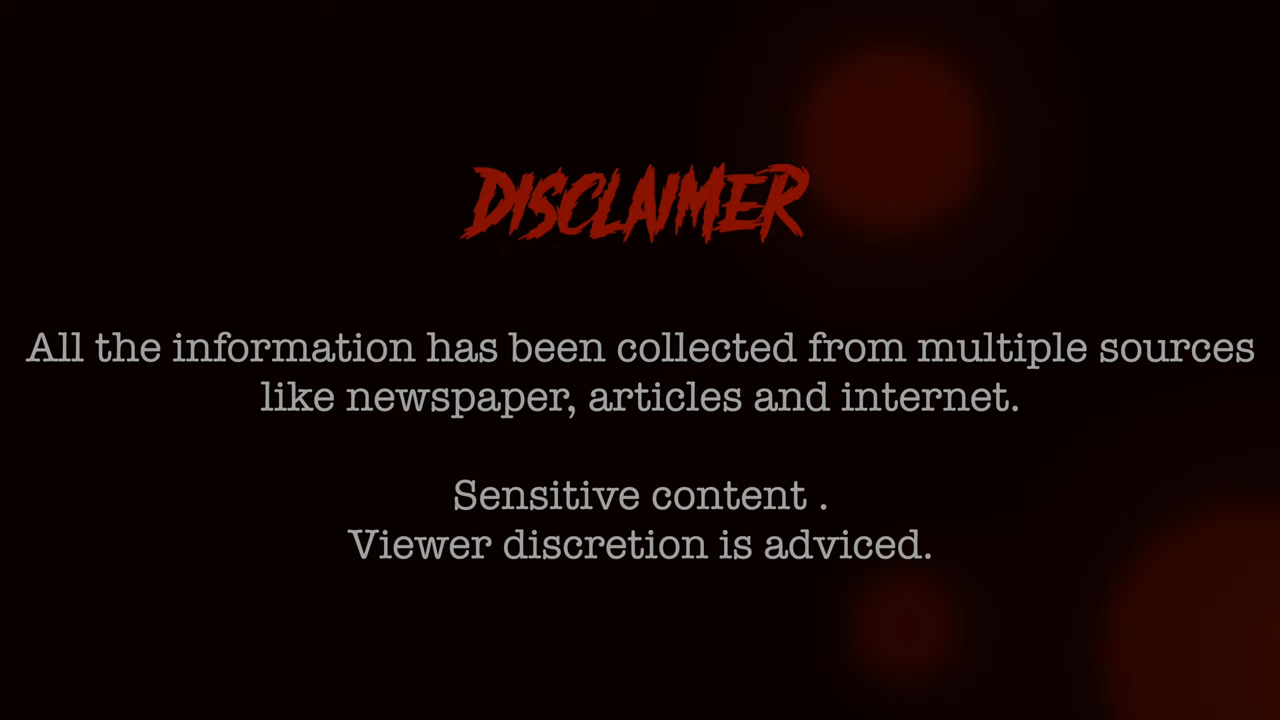 DISCLAIMER
All the information has been collected from multiple sources
like newspaper, articles and internet.
Sensitive content .
Viewer discretion is adviced.